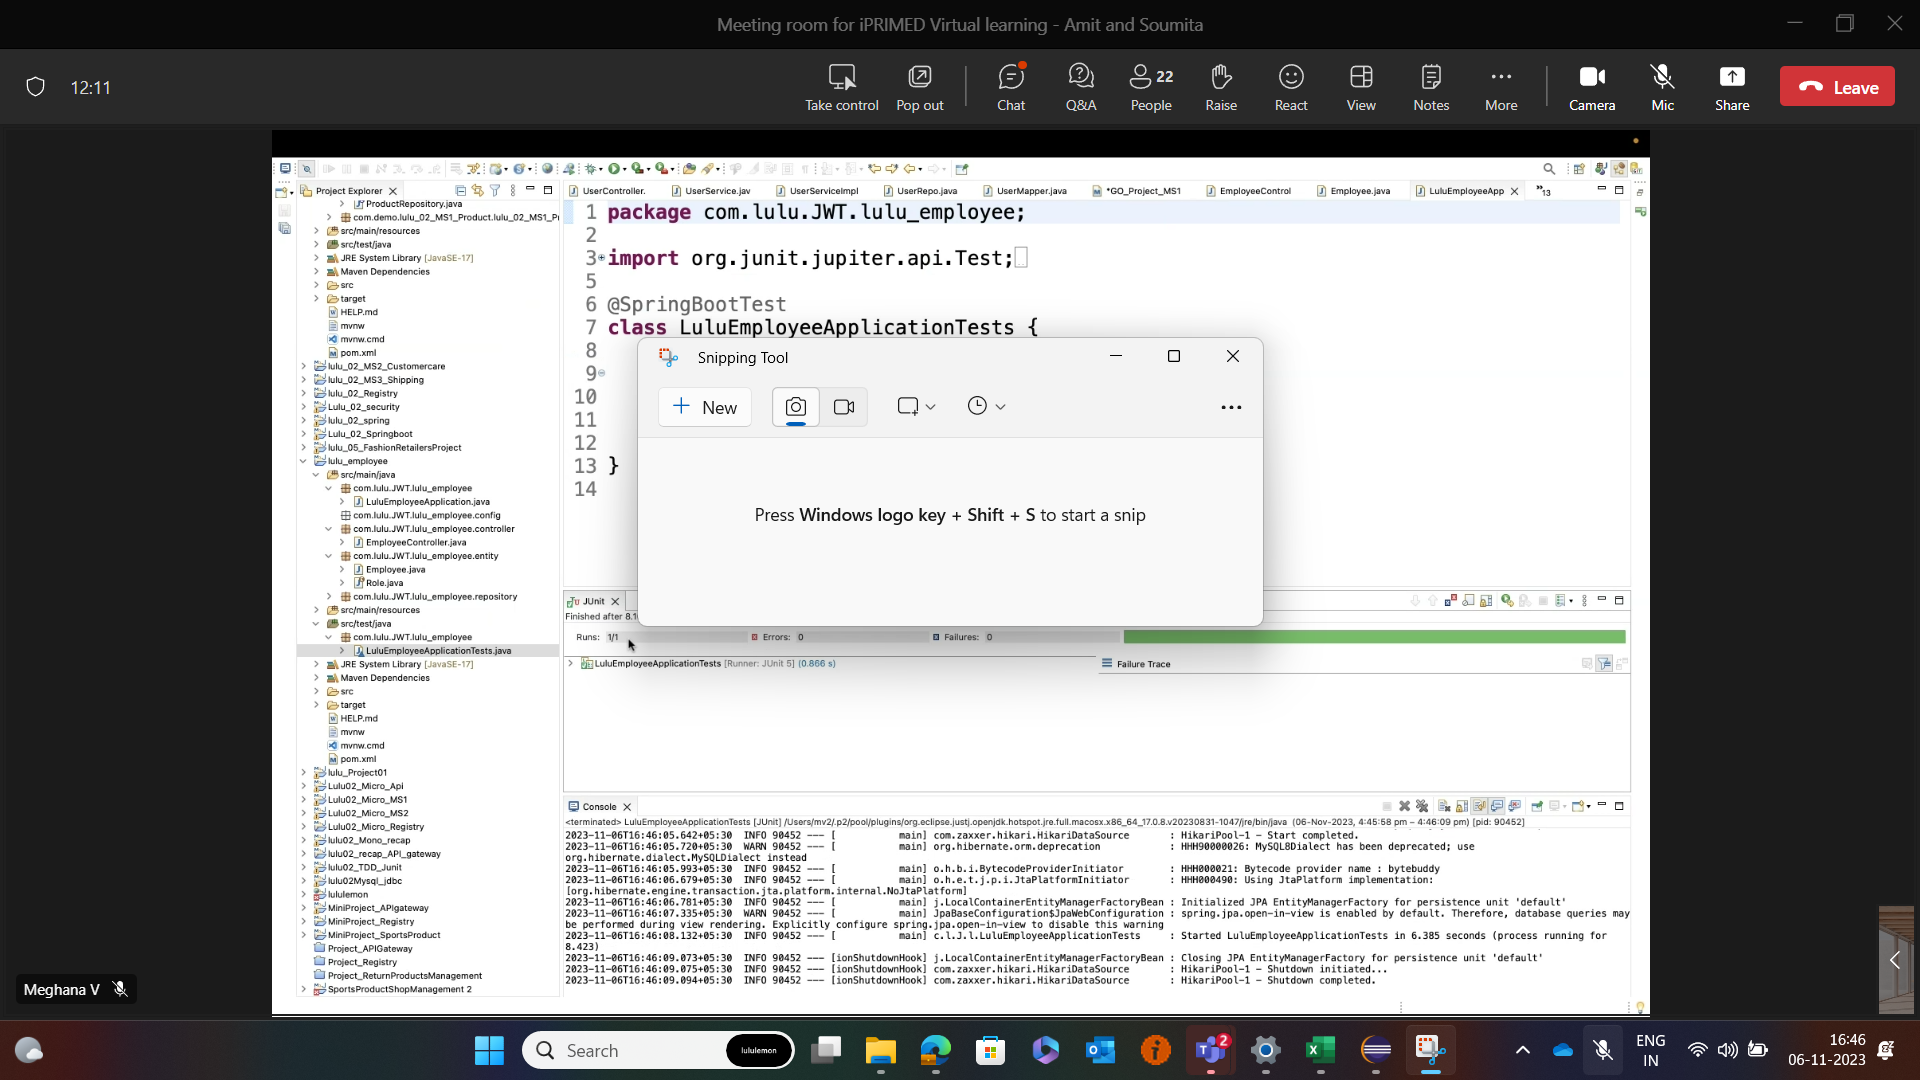 Meeting room for iPRIMED Virtual learning - Amit and Soumita
12:11
Take control
Pop out
Chat
Q&A
22
People
Raise
React
View
Notes
More
Camera
Mic
Share
Leave
Project Explorer
UserController.
UserService.jav
UserServiceImpl
UserRepo.java
UserMapper.java
*GO_Project_MS1
EmployeeControl
Employee.java
LuluEmployeeApp
13
ProductRepository.java
com.demo.lulu_02_MS1_Product.lulu_02_MS1_P
src/main/resources
src/test/java
JRE System Library [JavaSE-17]
Maven Dependencies
src
target
HELP.md
mvnw
mvnw.cmd
pom.xml
lulu_02_MS2_Customercare
lulu_02_MS3_Shipping
lulu_02_Registry
Lulu_02_security
lulu_02_spring
Lulu_02_Springboot
lulu_05_FashionRetailersProject
lulu_employee
src/main/java
com.lulu.JWT.lulu_employee
LuluEmployeeApplication.java
com.lulu.JWT.lulu_employee.config
com.lulu.JWT.lulu_employee.controller
EmployeeController.java
com.lulu.JWT.lulu_employee.entity
Employee.java
Role.java
com.lulu.JWT.lulu_employee.repository
src/main/resources
src/test/java
com.lulu.JWT.lulu_employee
LuluEmployeeApplicationTests.java
JRE System Library [JavaSE-17]
Maven Dependencies
src
target
HELP.md
mvnw
mvnw.cmd
pom.xml
lulu_Project01
Lulu02_Micro_Api
Lulu02_Micro_MS1
Lulu02_Micro_MS2
Lulu02_Micro_Registry
lulu02_Mono_recap
lulu02_recap_API_gateway
lulu02_TDD_Junit
lulu02Mysql_jdbc
lululemon
MiniProject_APIgateway
MiniProject_Registry
MiniProject_SportsProduct
Project_APIGateway
Project_Registry
Project_ReturnProductsManagement
SportsProductShopManagement 2
1 package com.lulu.JWT.lulu_employee;
2
3 import org.junit.jupiter.api.Test;
5
6 @SpringBootTest
7 class LuluEmployeeApplicationTests {
8
9
10
11
12
13 }
14
Snipping Tool
New
Press Windows logo key + Shift + S to start a snip
JUnit
Finished after 8.1
Runs: 1/1
Errors: 0
Failures: 0
LuluEmployeeApplicationTests [Runner: JUnit 5] (0.866 s)
Failure Trace
Console
<terminated> LuluEmployeeApplicationTests [JUnit] /Users/mv2/.p2/pool/plugins/org.eclipse.justj.openjdk.hotspot.jre.full.macosx.x86_64_17.0.8.v20230831-1047/jre/bin/java (06-Nov-2023, 4:45:58 pm – 4:46:09 pm) [pid: 90452]
2023-11-06T16:46:05.642+05:30 INFO 90452 --- [ main] com.zaxxer.hikari.HikariDataSource : HikariPool-1 - Start completed.
2023-11-06T16:46:05.720+05:30 WARN 90452 --- [ main] org.hibernate.orm.deprecation : HHH90000026: MySQL8Dialect has been deprecated; use
org.hibernate.dialect.MySQLDialect instead
2023-11-06T16:46:05.993+05:30 INFO 90452 --- [ main] o.h.b.i.BytecodeProviderInitiator : HHH000021: Bytecode provider name : bytebuddy
2023-11-06T16:46:06.679+05:30 INFO 90452 --- [ main] o.h.e.t.j.p.i.JtaPlatformInitiator : HHH000490: Using JtaPlatform implementation:
[org.hibernate.engine.transaction.jta.platform.internal.NoJtaPlatform]
2023-11-06T16:46:06.781+05:30 INFO 90452 --- [ main] j.LocalContainerEntityManagerFactoryBean : Initialized JPA EntityManagerFactory for persistence unit 'default'
2023-11-06T16:46:07.335+05:30 WARN 90452 --- [ main] JpaBaseConfiguration$JpaWebConfiguration : spring.jpa.open-in-view is enabled by default. Therefore, database queries may
be performed during view rendering. Explicitly configure spring.jpa.open-in-view to disable this warning
2023-11-06T16:46:08.132+05:30 INFO 90452 --- [ main] c.l.J.l.LuluEmployeeApplicationTests : Started LuluEmployeeApplicationTests in 6.385 seconds (process running for
8.423)
2023-11-06T16:46:09.073+05:30 INFO 90452 --- [ionShutdownHook] j.LocalContainerEntityManagerFactoryBean : Closing JPA EntityManagerFactory for persistence unit 'default'
2023-11-06T16:46:09.075+05:30 INFO 90452 --- [ionShutdownHook] com.zaxxer.hikari.HikariDataSource : HikariPool-1 - Shutdown initiated...
2023-11-06T16:46:09.094+05:30 INFO 90452 --- [ionShutdownHook] com.zaxxer.hikari.HikariDataSource : HikariPool-1 - Shutdown completed.
Meghana V
Search
lululemon
2
ENG
IN
16:46
06-11-2023